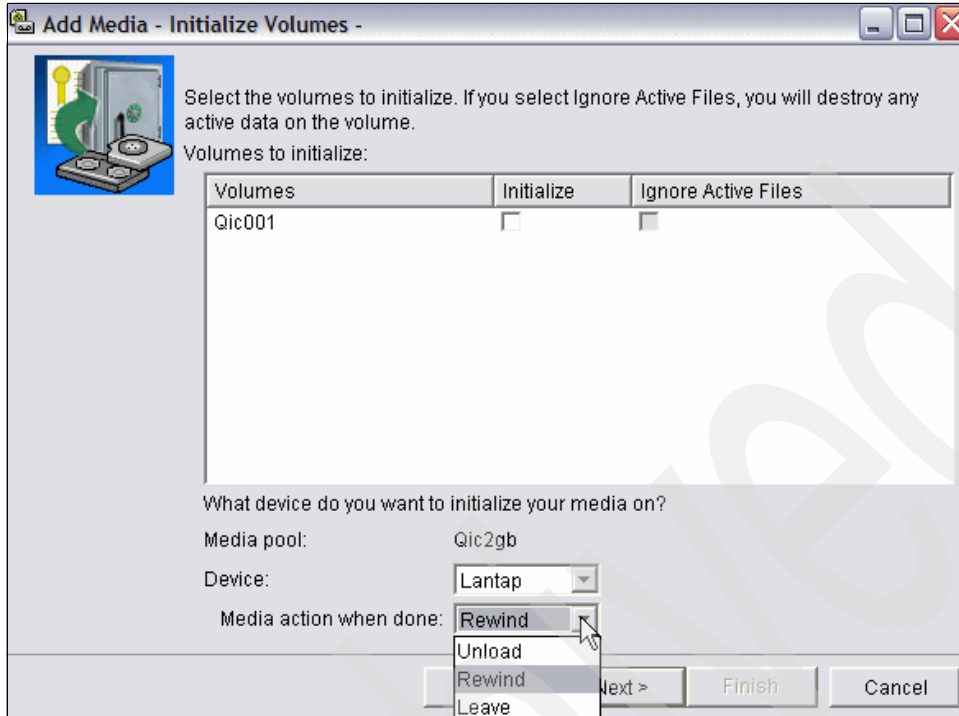 Add Media - Initialize Volumes -
Select the volumes to initialize. If you select Ignore Active Files, you will destroy any
active data on the volume.
Volumes to initialize:
Volumes Initialize Ignore Active Files
Qic001
What device do you want to initialize your media on?
Media pool: Qic2gb
Device: Lantap
Media action when done: Rewind
Unload
Rewind
Leave
Next > Finish Cancel